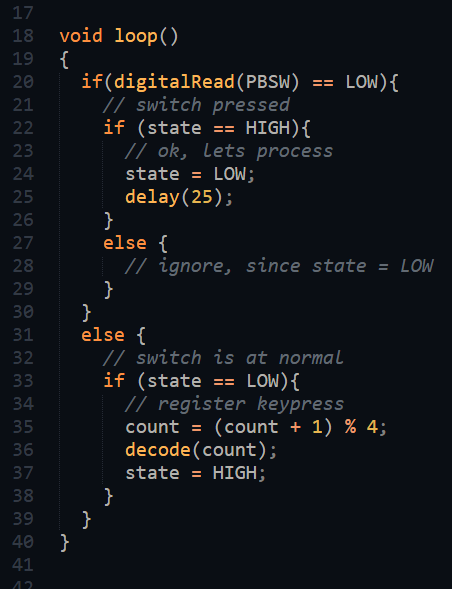 17
18 void loop()
19 {
20   if(digitalRead(PBSW) == LOW){
21     // switch pressed
22     if (state == HIGH){
23       // ok, lets process
24       state = LOW;
25       delay(25);
26     }
27     else {
28       // ignore, since state = LOW
29     }
30   }
31   else {
32     // switch is at normal
33     if (state == LOW){
34       // register keypress
35       count = (count + 1) % 4;
36       decode(count);
37       state = HIGH;
38     }
39   }
40 }
41
42